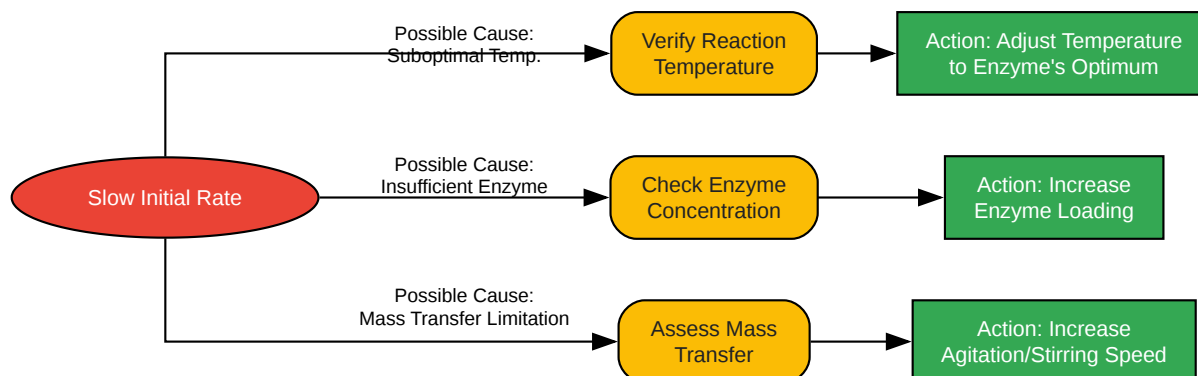 Possible Cause:
Suboptimal Temp.
Verify Reaction
Temperature
Action: Adjust Temperature
to Enzyme's Optimum
Slow Initial Rate
Possible Cause:
Insufficient Enzyme
Check Enzyme
Concentration
Action: Increase
Enzyme Loading
Possible Cause:
Mass Transfer Limitation
Assess Mass
Transfer
Action: Increase
Agitation/Stirring Speed